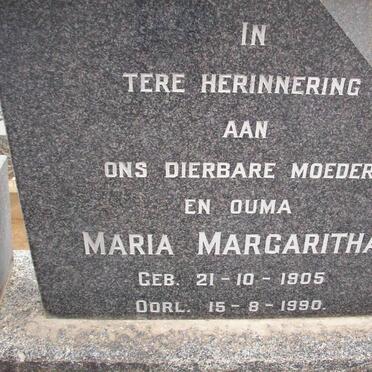 IN
TERE HERINNERING
AAN
ONS DIERBARE MOEDER
EN OUMA
MARIA MARGARITHA
GEB. 21-10-1905
OORL. 15-8-1990.